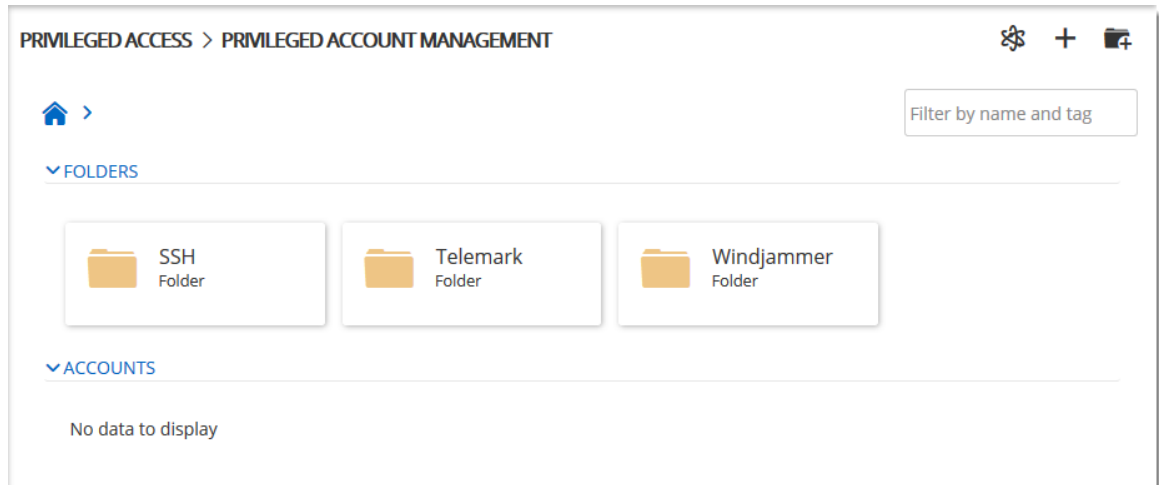 PRIVILEGED ACCESS > PRIVILEGED ACCOUNT MANAGEMENT
Filter by name and tag
FOLDERS
SSH
Folder
Telemark
Folder
Windjammer
Folder
ACCOUNTS
No data to display